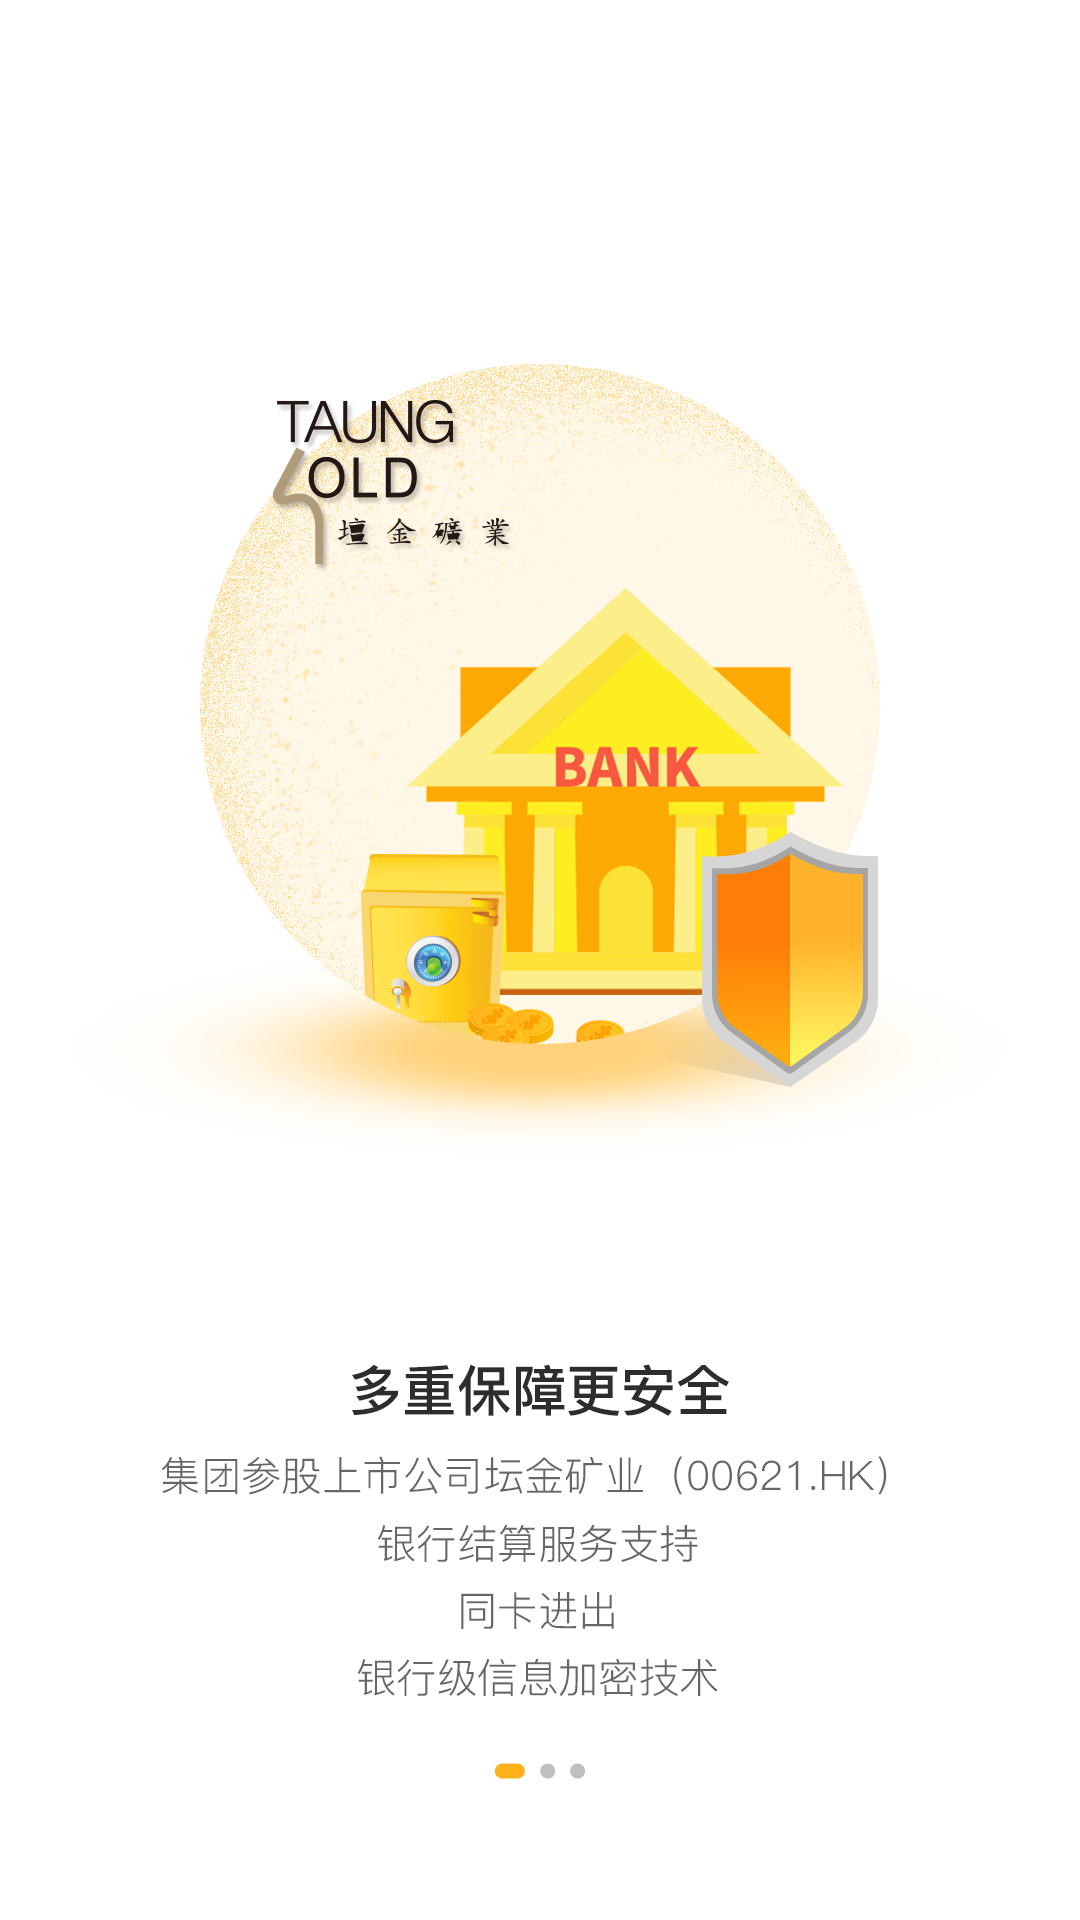 TAUNG
OLD
壇金礦業
BANK
多重保障更安全
集团参股上市公司坛金矿业（00621.HK）
银行结算服务支持
同卡进出
银行级信息加密技术